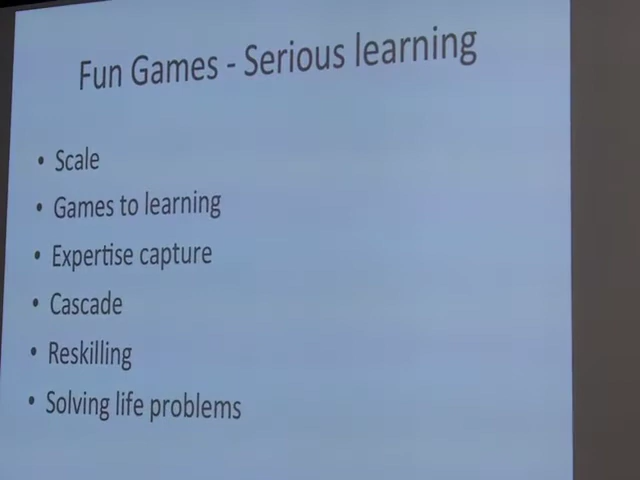 Fun Games - Serious learning
• Scale
• Games to learning
• Expertise capture
• Cascade
• Reskilling
• Solving life problems